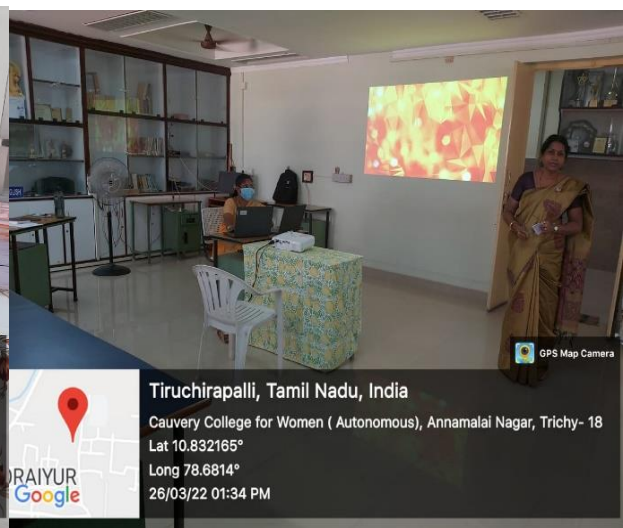 GPS Map Camera
Tiruchirapalli, Tamil Nadu, India
Cauvery College for Women ( Autonomous), Annamalai Nagar, Trichy- 18
Lat 10.832165°
Long 78.6814°
26/03/22 01:34 PM
ORAIYUR
Google